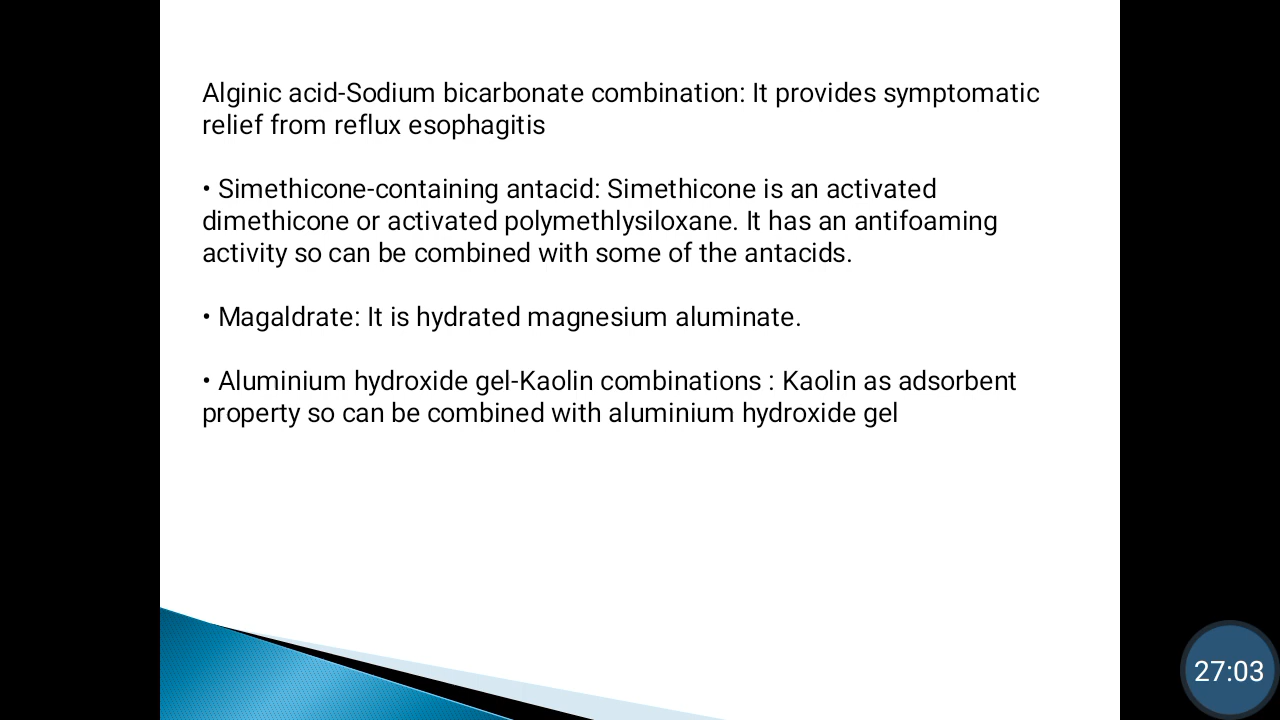 Alginic acid-Sodium bicarbonate combination: It provides symptomatic
relief from reflux esophagitis
• Simethicone-containing antacid: Simethicone is an activated
dimethicone or activated polymethlysiloxane. It has an antifoaming
activity so can be combined with some of the antacids.
• Magaldrate: It is hydrated magnesium aluminate.
• Aluminium hydroxide gel-Kaolin combinations : Kaolin as adsorbent
property so can be combined with aluminium hydroxide gel
27:03